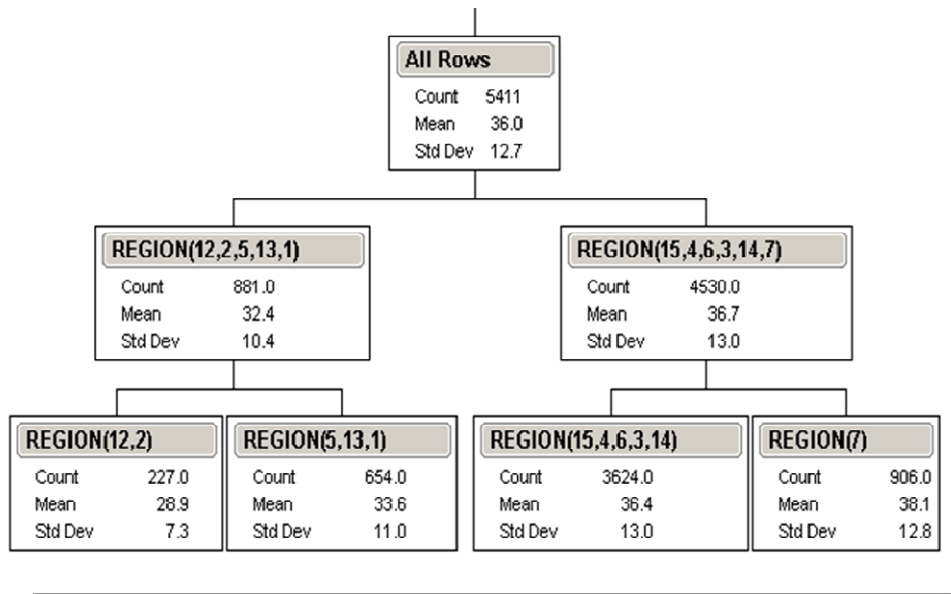 All Rows
Count 5411
Mean 36.0
Std Dev 12.7
REGION(12,2,5,13,1)
Count 881.0
Mean 32.4
Std Dev 10.4
REGION(15,4,6,3,14,7)
Count 4530.0
Mean 36.7
Std Dev 13.0
REGION(12,2)
Count 227.0
Mean 28.9
Std Dev 7.3
REGION(5,13,1)
Count 654.0
Mean 33.6
Std Dev 11.0
REGION(15,4,6,3,14)
Count 3624.0
Mean 36.4
Std Dev 13.0
REGION(7)
Count 906.0
Mean 38.1
Std Dev 12.8